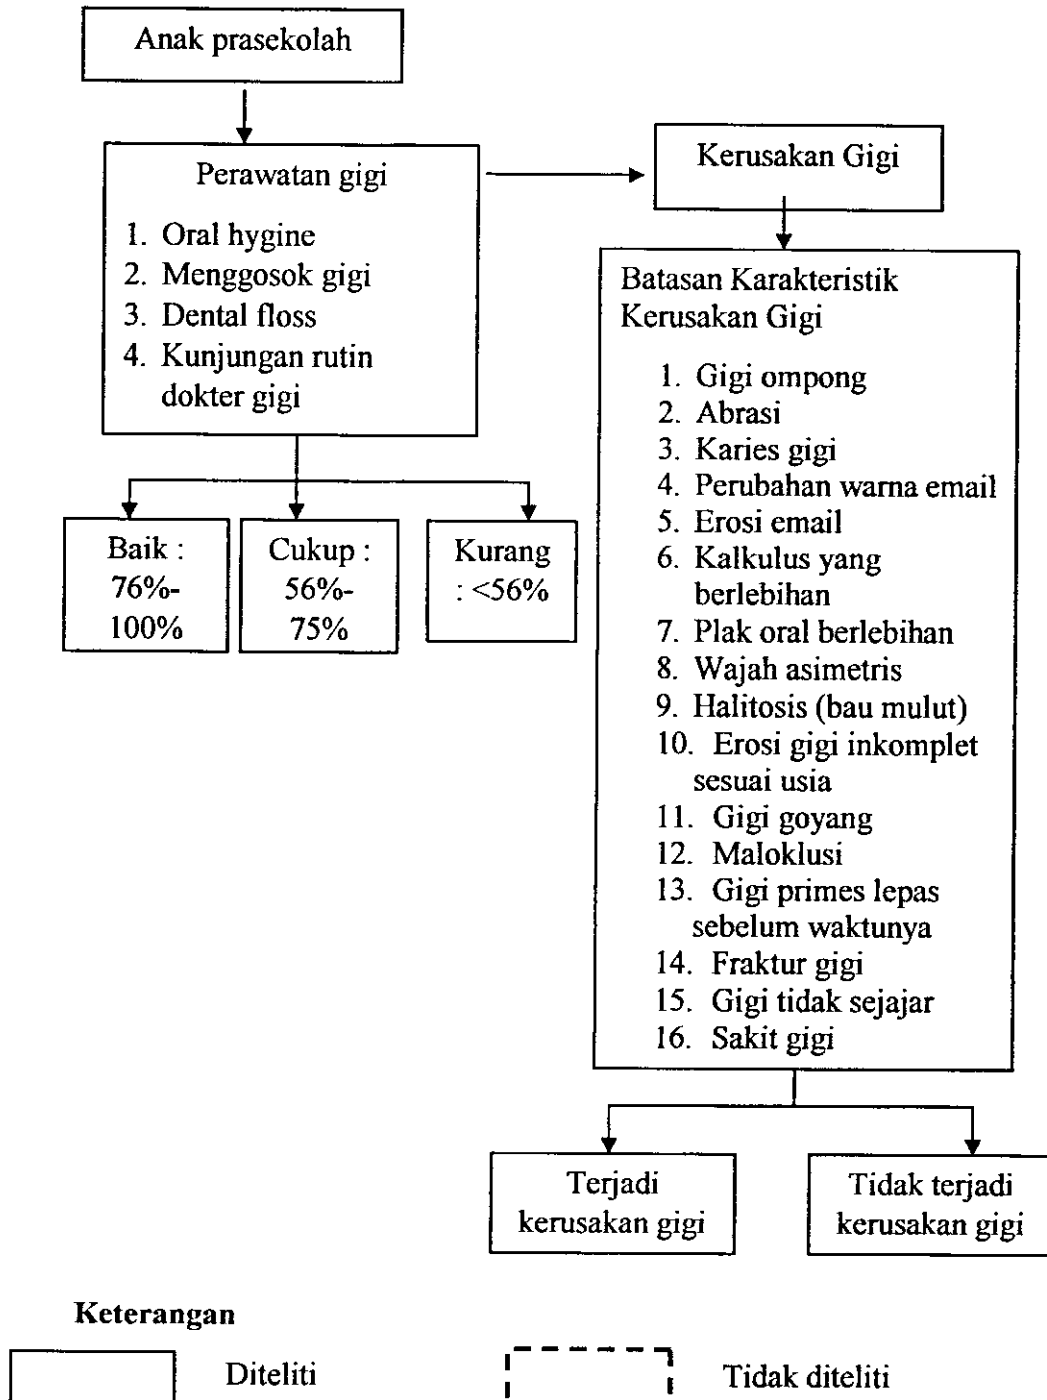 Anak prasekolah
Perawatan gigi
1. Oral hygine
2. Menggosok gigi
3. Dental floss
4. Kunjungan rutin
dokter gigi
Kerusakan Gigi
Batasan Karakteristik
Kerusakan Gigi
1. Gigi ompong
2. Abrasi
3. Karies gigi
4. Perubahan warna email
5. Erosi email
6. Kalkulus yang
berlebihan
7. Plak oral berlebihan
8. Wajah asimetris
9. Halitosis (bau mulut)
10. Erosi gigi inkomplet
sesuai usia
11. Gigi goyang
12. Maloklusi
13. Gigi primes lepas
sebelum waktunya
14. Fraktur gigi
15. Gigi tidak sejajar
16. Sakit gigi
Baik :
76%-
100%
Cukup :
56%-
75%
Kurang
: <56%
Terjadi
kerusakan gigi
Tidak terjadi
kerusakan gigi
Keterangan
Diteliti
Tidak diteliti